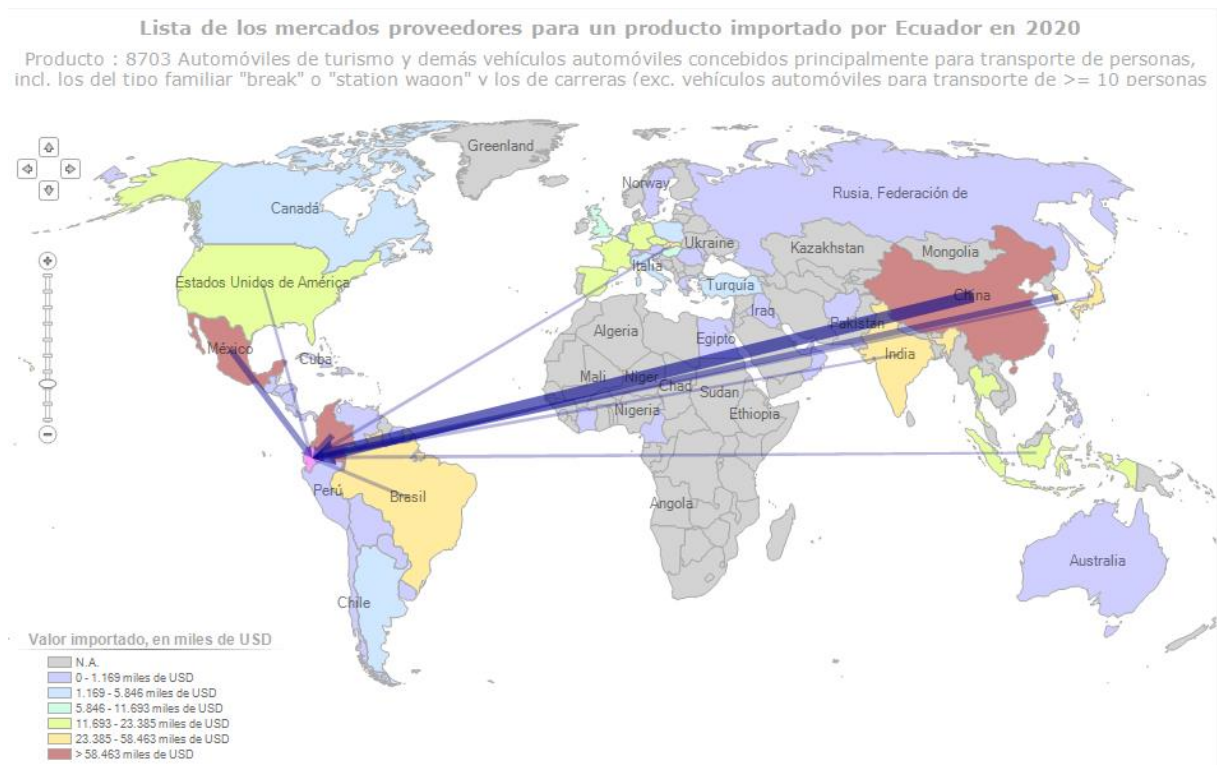 Lista de los mercados proveedores para un producto importado por Ecuador en 2020
Producto : 8703 Automóviles de turismo y demás vehículos automóviles concebidos principalmente para transporte de personas,
incl. los del tipo familiar "break" o "station wagon" y los de carreras (exc. vehículos automóviles para transporte de >= 10 personas
Greenland
Norway
Rusia, Federación de
Canadá
Ukraine
Kazakhstan
Mongolia
Italia
Estados Unidos de América
Turquía
China
Iraq
Pakistán
Algeria
Egipto
México
Cuba
India
Mali
Niger
Chad
Sudan
Nigeria
Ethiopia
Perú
Brasil
Angola
Australia
Chile
Valor importado, en miles de USD
N.A.
0 - 1.169 miles de USD
1.169 - 5.846 miles de USD
5.846 - 11.693 miles de USD
11.693 - 23.385 miles de USD
23.385 - 58.463 miles de USD
> 58.463 miles de USD